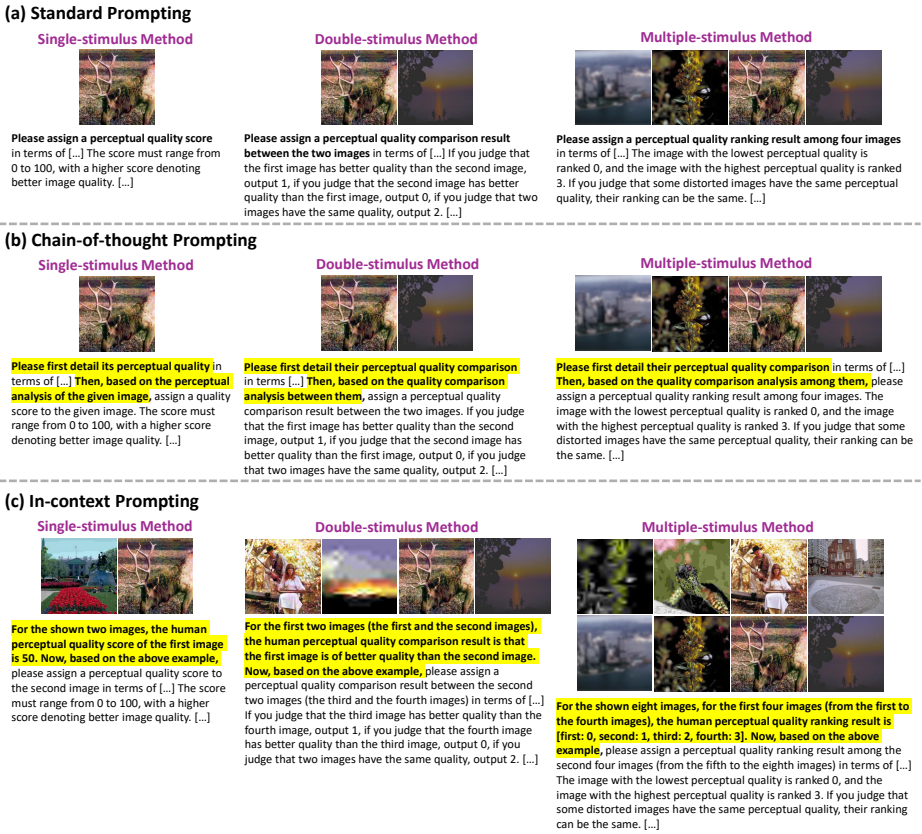 (a) Standard Prompting
Single-stimulus Method
Please assign a perceptual quality score
in terms of […] The score must range from
0 to 100, with a higher score denoting
better image quality. […]
Double-stimulus Method
Please assign a perceptual quality comparison result
between the two images in terms of […] If you judge that
the first image has better quality than the second image,
output 1, if you judge that the second image has better
quality than the first image, output 0, if you judge that two
images have the same quality, output 2. […]
Multiple-stimulus Method
Please assign a perceptual quality ranking result among four images
in terms of […] The image with the lowest perceptual quality is
ranked 0, and the image with the highest perceptual quality is ranked
3. If you judge that some distorted images have the same perceptual
quality, their ranking can be the same. […]
(b) Chain-of-thought Prompting
Single-stimulus Method
Please first detail its perceptual quality in
terms of […] Then, based on the perceptual
analysis of the given image, assign a quality
score to the given image. The score must
range from 0 to 100, with a higher score
denoting better image quality. […]
Double-stimulus Method
Please first detail their perceptual quality comparison
in terms […] Then, based on the quality comparison
analysis between them, assign a perceptual quality
comparison result between the two images. If you judge
that the first image has better quality than the second
image, output 1, if you judge that the second image has
better quality than the first image, output 0, if you judge
that two images have the same quality, output 2. […]
Multiple-stimulus Method
Please first detail their perceptual quality comparison in terms of […]
Then, based on the quality comparison analysis among them, please
assign a perceptual quality ranking result among four images. The
image with the lowest perceptual quality is ranked 0, and the image
with the highest perceptual quality is ranked 3. If you judge that some
distorted images have the same perceptual quality, their ranking can be
the same. […]
(c) In-context Prompting
Single-stimulus Method
For the shown two images, the human
perceptual quality score of the first image
is 50. Now, based on the above example,
please assign a perceptual quality score to
the second image in terms of […] The score
must range from 0 to 100, with a higher
score denoting better image quality. […]
Double-stimulus Method
For the first two images (the first and the second images),
the human perceptual quality comparison result is that
the first image is of better quality than the second image.
Now, based on the above example, please assign a
perceptual quality comparison result between the second
two images (the third and the fourth images) in terms of […]
If you judge that the third image has better quality than the
fourth image, output 1, if you judge that the fourth image
has better quality than the third image, output 0, if you
judge that two images have the same quality, output 2. […]
Multiple-stimulus Method
For the shown eight images, for the first four images (from the first to
the fourth images), the human perceptual quality ranking result is
[first: 0, second: 1, third: 2, fourth: 3]. Now, based on the above
example, please assign a perceptual quality ranking result among the
second four images (from the fifth to the eighth images) in terms of […]
The image with the lowest perceptual quality is ranked 0, and the
image with the highest perceptual quality is ranked 3. If you judge that
some distorted images have the same perceptual quality, their ranking
can be the same. […]